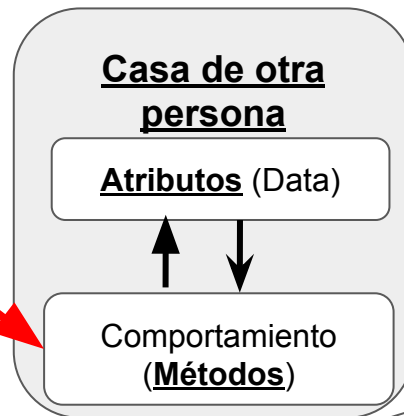 Casa de otra
persona
Atributos (Data)
Comportamiento
(Métodos)